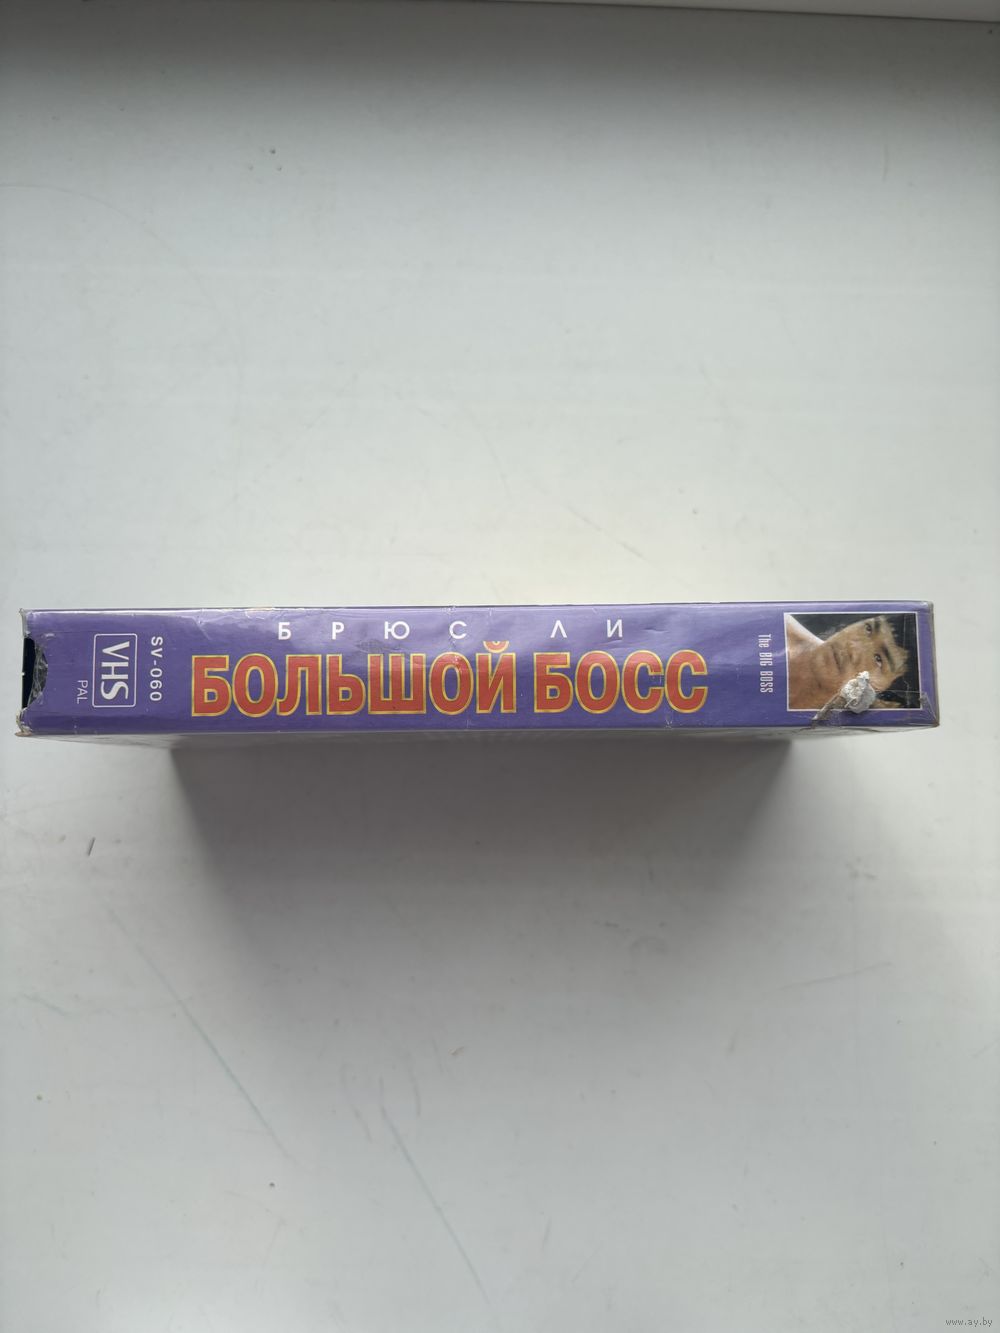 БРЮС ЛИ
БОЛЬШОЙ БОСС
The BIG BOSS
SV-060
VHS
PAL
www.ay.by